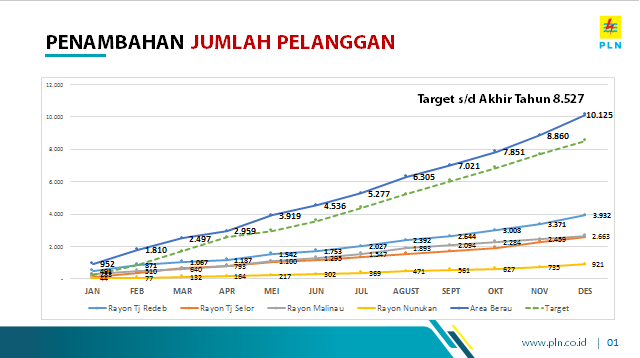 PENAMBAHAN JUMLAH PELANGGAN
PLN
12.000
Target s/d Akhir Tahun 8.527
10.000
8.000
6.000
4.000
2.000
-
952 1.810 2.497 2.959 3.919 4.536 5.277 6.305 7.021 7.851 8.860 10.125
871 1.067 1.187 1.542 1.753 2.027 2.392 2.644 3.003 3.371 3.932
510 640 793 1.100 1.295 1.547 1.893 2.094 2.284 2.459 2.663
44 77 132 164 217 302 369 471 561 627 735 921
JAN FEB MAR APR MEI JUN JUL AGUST SEPT OKT NOV DES
Rayon Tj Redeb Rayon Tj Selor Rayon Malinau Rayon Nunukan Area Berau Target
www.pln.co.id | 01